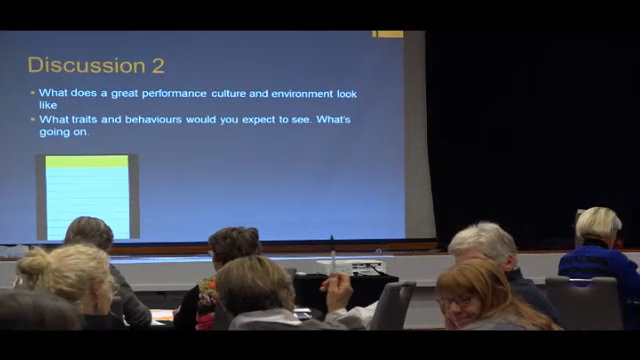 Discussion 2
What does a great performance culture and environment look
like
What traits and behaviours would you expect to see. What's
going on.